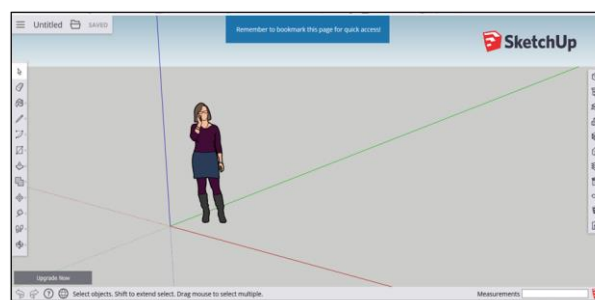 Untitled SAVED
Remember to bookmark this page for quick access!
SketchUp
Upgrade Now
Select objects. Shift to extend select. Drag mouse to select multiple.
Measurements